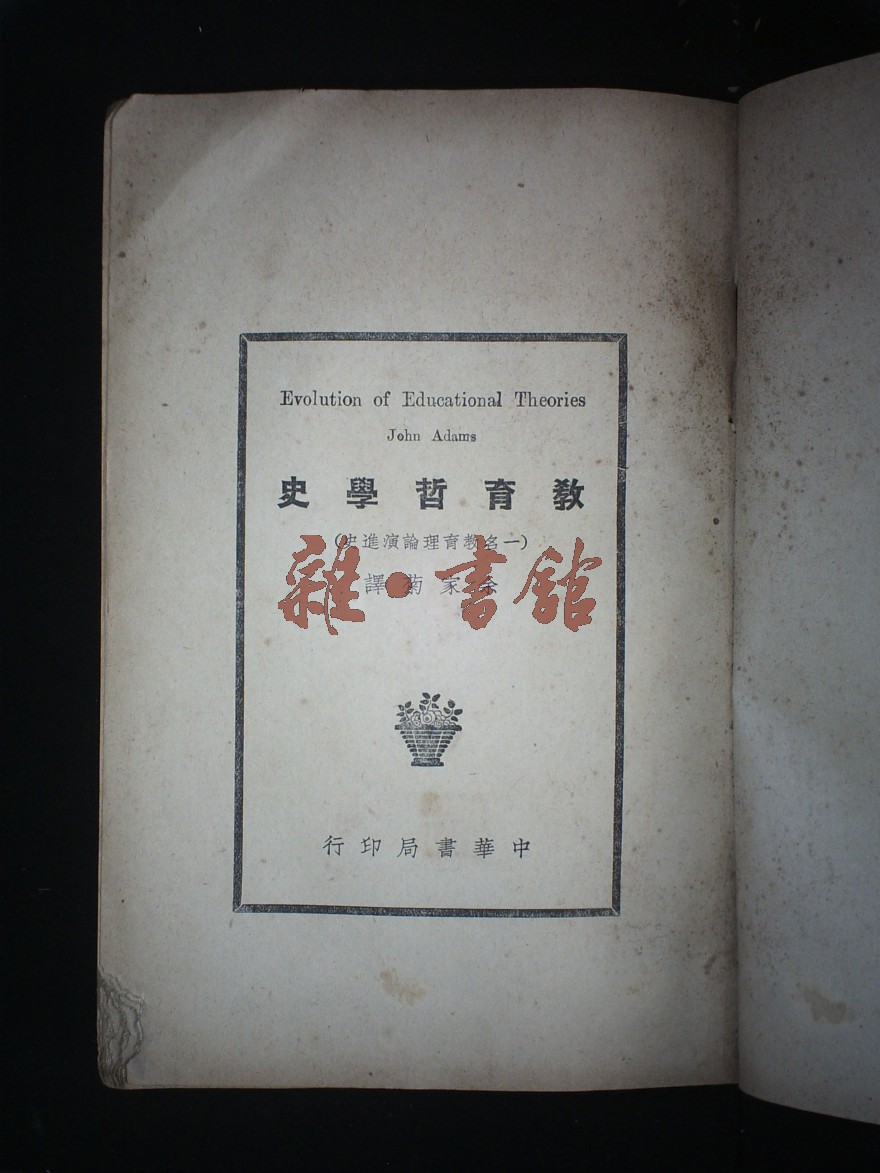 Evolution of Educational Theories
John Adams
教育哲學史
(一名教育理論演進史)
余家菊譯
雜·書館
中華書局印行